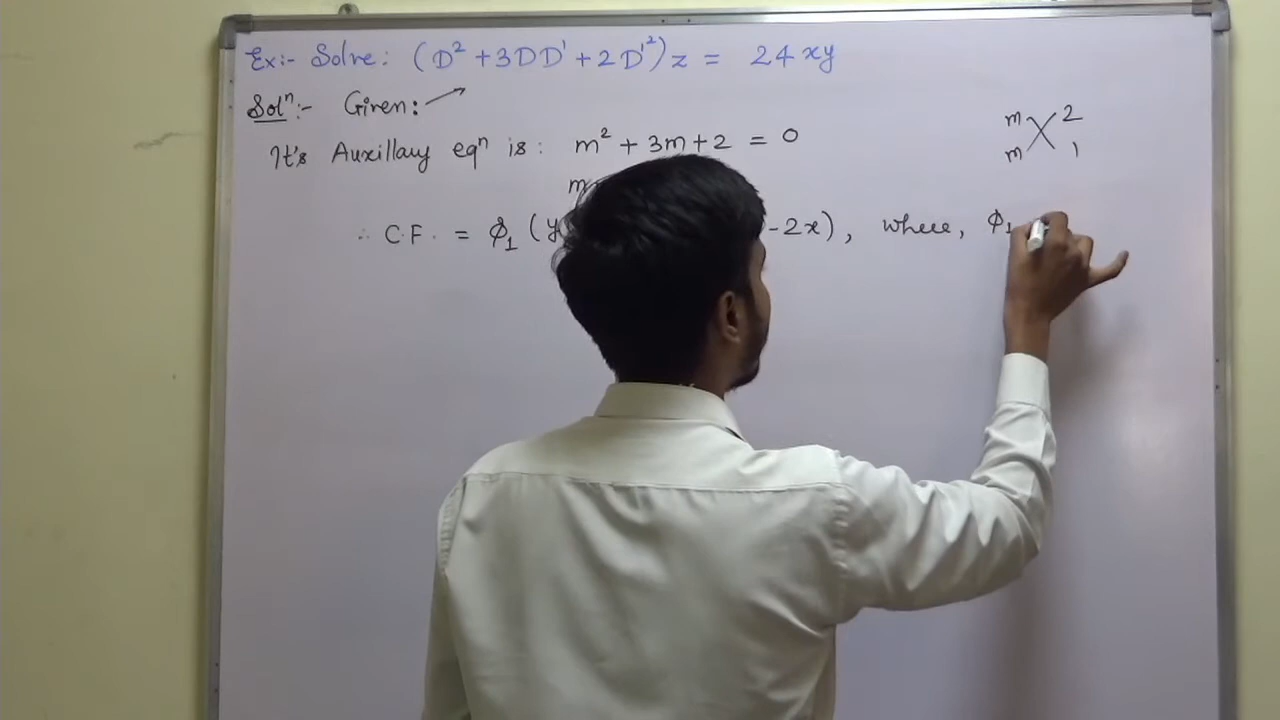 Ex:- Solve: (D² + 3DD' + 2D'²)z = 24xy
Solⁿ:- Given:
It's Auxillary eqⁿ is: m² + 3m + 2 = 0
m 2
m 1
m
∴ C.F. = φ₁ (y - 2x), where, φ₁